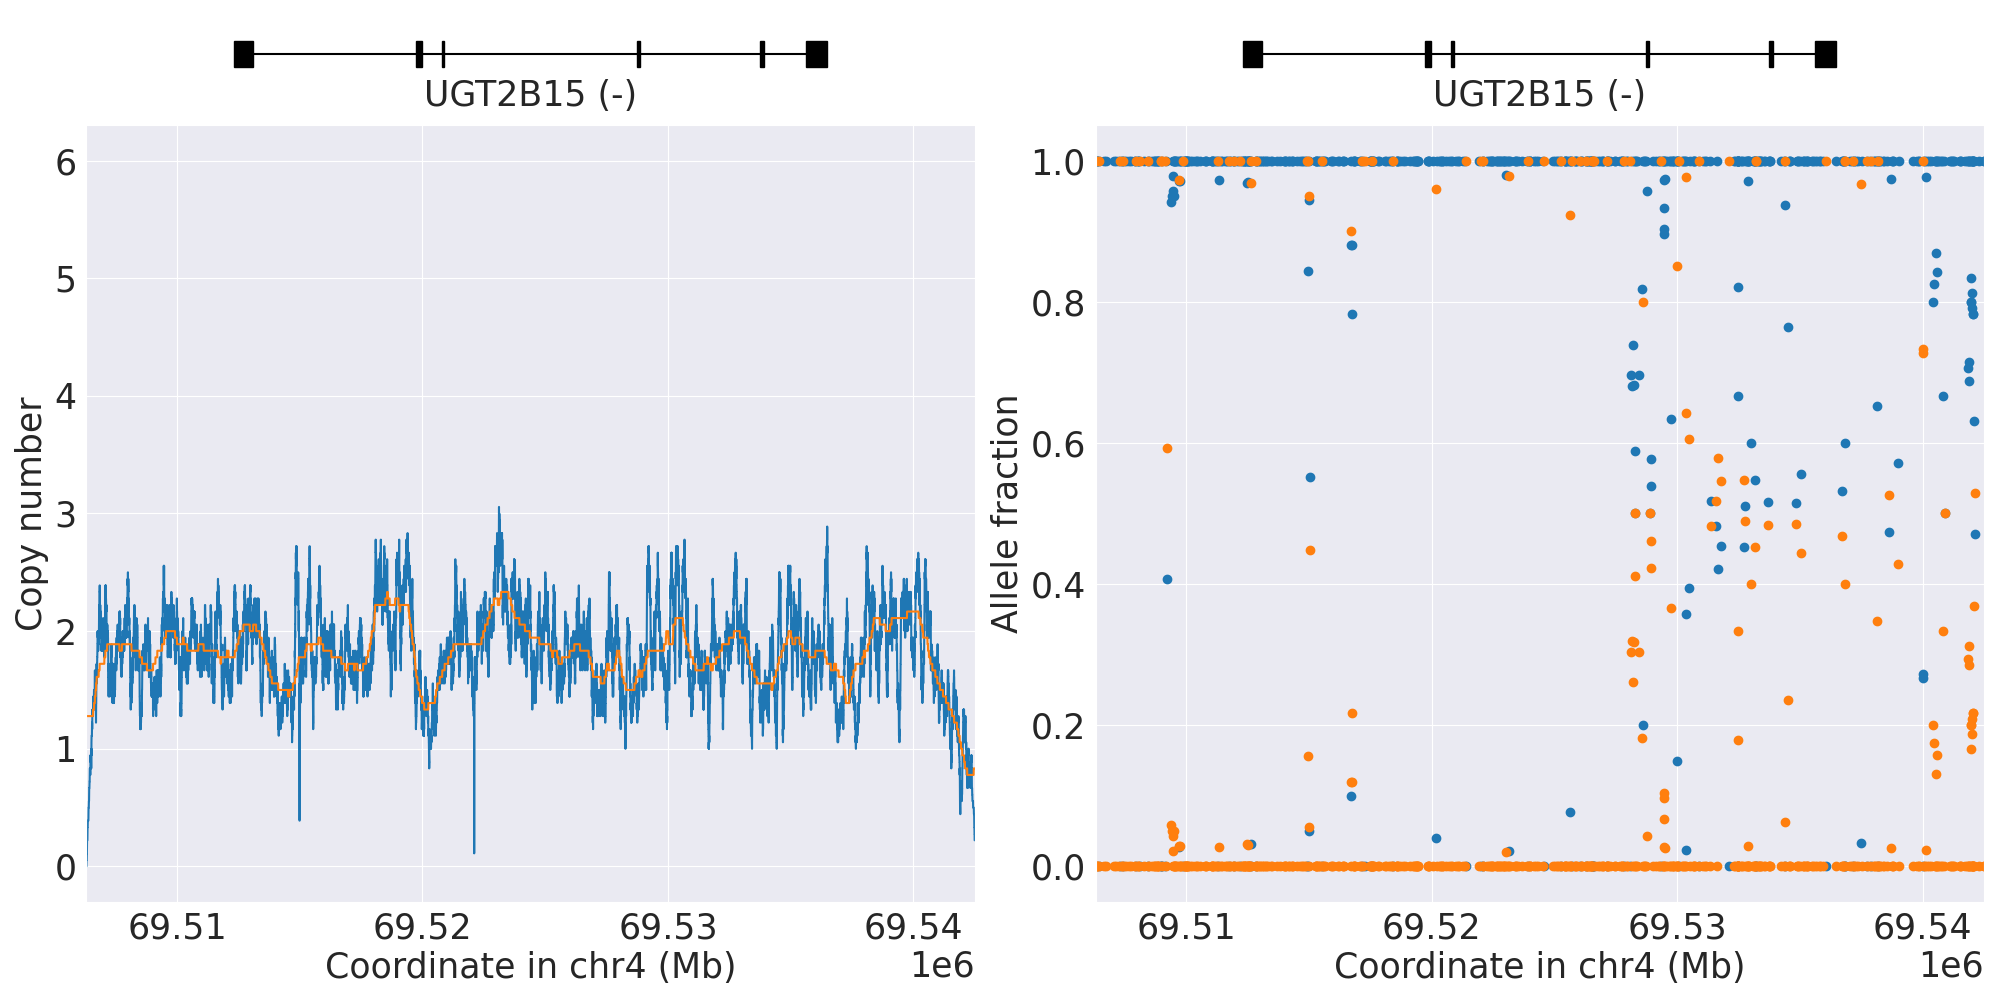 UGT2B15 (-)
6
5
4
3
2
1
0
Copy number
69.51 69.52 69.53 69.54
Coordinate in chr4 (Mb)
1e6
UGT2B15 (-)
1.0
0.8
0.6
0.4
0.2
0.0
Allele fraction
69.51 69.52 69.53 69.54
Coordinate in chr4 (Mb)
1e6